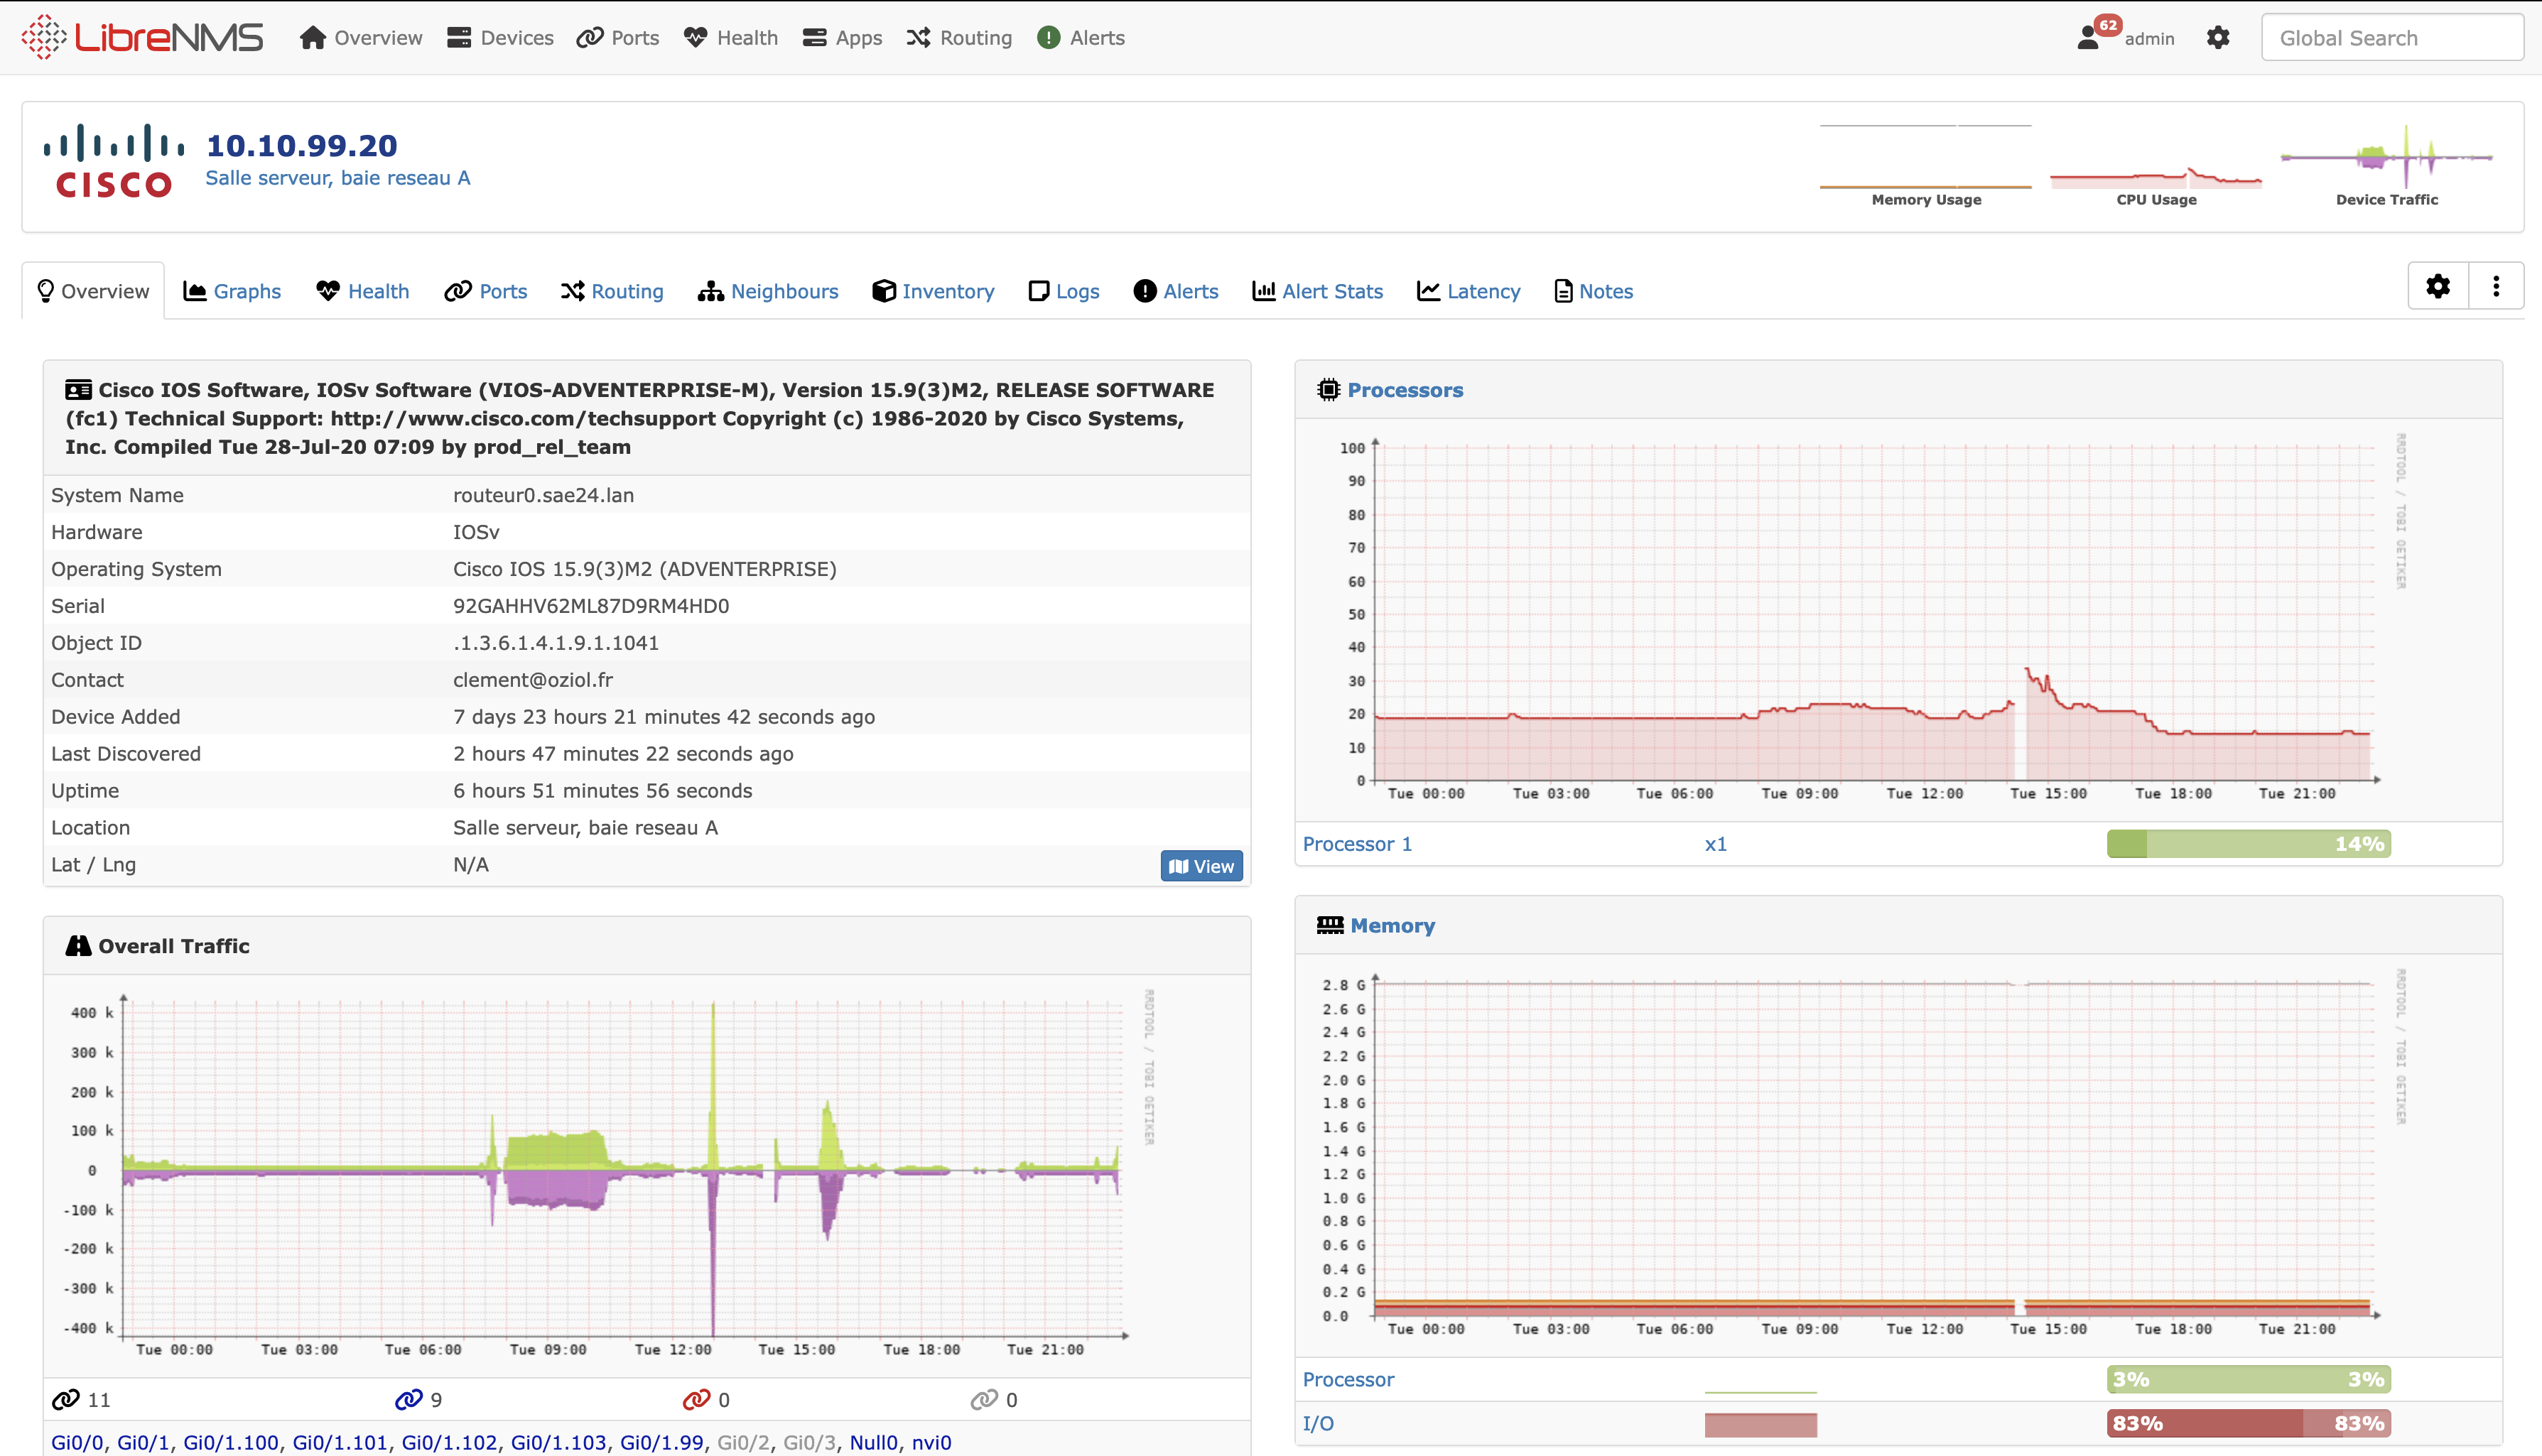 LibreNMS Overview Devices Ports Health Apps Routing Alerts 62 admin Global Search
CISCO
10.10.99.20
Salle serveur, baie reseau A
Memory Usage CPU Usage Device Traffic
Overview Graphs Health Ports Routing Neighbours Inventory Logs Alerts Alert Stats Latency Notes
Cisco IOS Software, IOSv Software (VIOS-ADVENTERPRISE-M), Version 15.9(3)M2, RELEASE SOFTWARE
(fc1) Technical Support: http://www.cisco.com/techsupport Copyright (c) 1986-2020 by Cisco Systems,
Inc. Compiled Tue 28-Jul-20 07:09 by prod_rel_team
System Name routeur0.sae24.lan
Hardware IOSv
Operating System Cisco IOS 15.9(3)M2 (ADVENTERPRISE)
Serial 92GAHHV62ML87D9RM4HD0
Object ID .1.3.6.1.4.1.9.1.1041
Contact clement@oziol.fr
Device Added 7 days 23 hours 21 minutes 42 seconds ago
Last Discovered 2 hours 47 minutes 22 seconds ago
Uptime 6 hours 51 minutes 56 seconds
Location Salle serveur, baie reseau A
Lat / Lng N/A View
Overall Traffic
400 k
300 k
200 k
100 k
0
-100 k
-200 k
-300 k
-400 k
Tue 00:00 Tue 03:00 Tue 06:00 Tue 09:00 Tue 12:00 Tue 15:00 Tue 18:00 Tue 21:00
RRDTOOL / TOBI OETIKER
11 9 0 0
Gi0/0, Gi0/1, Gi0/1.100, Gi0/1.101, Gi0/1.102, Gi0/1.103, Gi0/1.99, Gi0/2, Gi0/3, Null0, nvi0
Processors
100
90
80
70
60
50
40
30
20
10
0
Tue 00:00 Tue 03:00 Tue 06:00 Tue 09:00 Tue 12:00 Tue 15:00 Tue 18:00 Tue 21:00
RRDTOOL / TOBI OETIKER
Processor 1 x1 14%
Memory
2.8 G
2.6 G
2.4 G
2.2 G
2.0 G
1.8 G
1.6 G
1.4 G
1.2 G
1.0 G
0.8 G
0.6 G
0.4 G
0.2 G
0.0
Tue 00:00 Tue 03:00 Tue 06:00 Tue 09:00 Tue 12:00 Tue 15:00 Tue 18:00 Tue 21:00
RRDTOOL / TOBI OETIKER
Processor 3% 3%
I/O 83% 83%